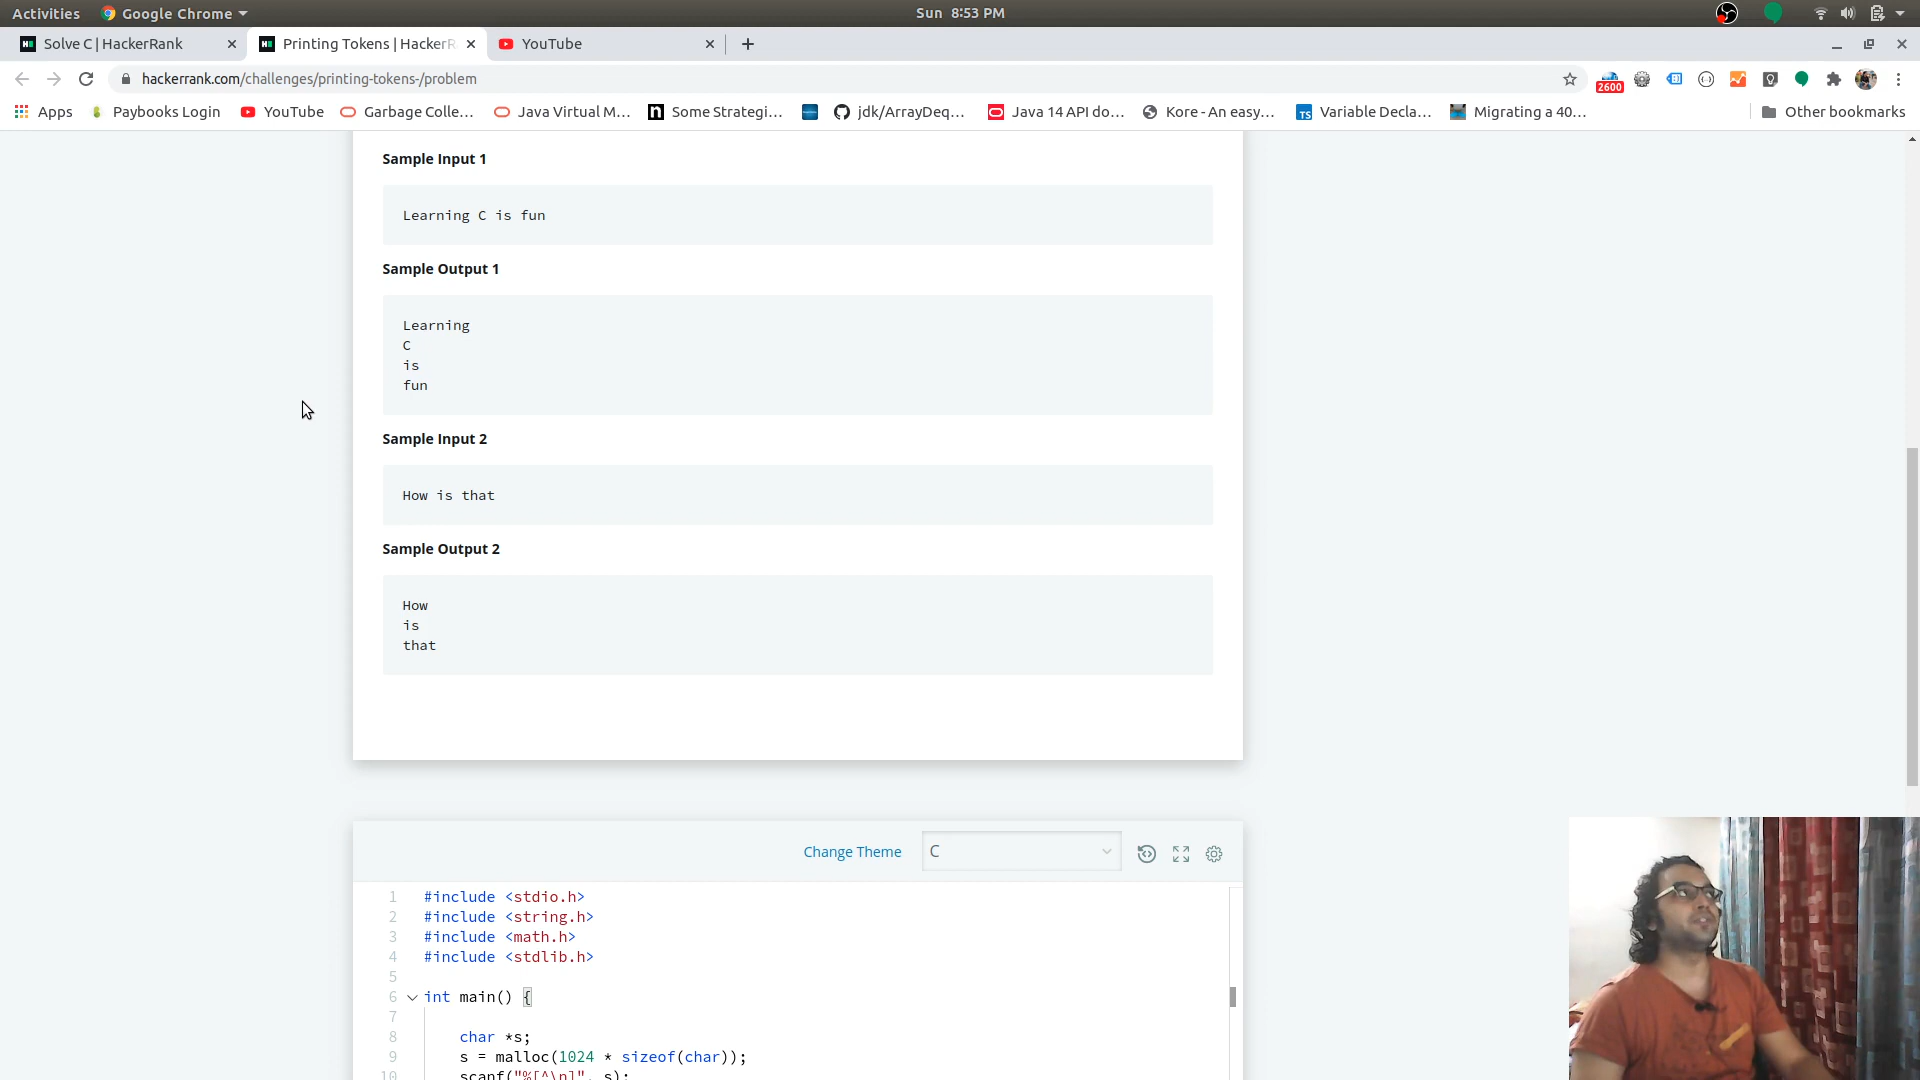 Activities Google Chrome Sun 8:53 PM
Solve C | HackerRank Printing Tokens | HackerR YouTube
hackerrank.com/challenges/printing-tokens-/problem 2600
Apps Paybooks Login YouTube Garbage Colle... Java Virtual M... Some Strategi... jdk/ArrayDeq... Java 14 API do... Kore - An easy... Variable Decla... Migrating a 40... Other bookmarks
Sample Input 1
Learning C is fun
Sample Output 1
Learning
C
is
fun
Sample Input 2
How is that
Sample Output 2
How
is
that
Change Theme C
1 #include <stdio.h>
2 #include <string.h>
3 #include <math.h>
4 #include <stdlib.h>
5
6 int main() {
7
8 char *s;
9 s = malloc(1024 * sizeof(char));
10 scanf("%[^\n]", s);